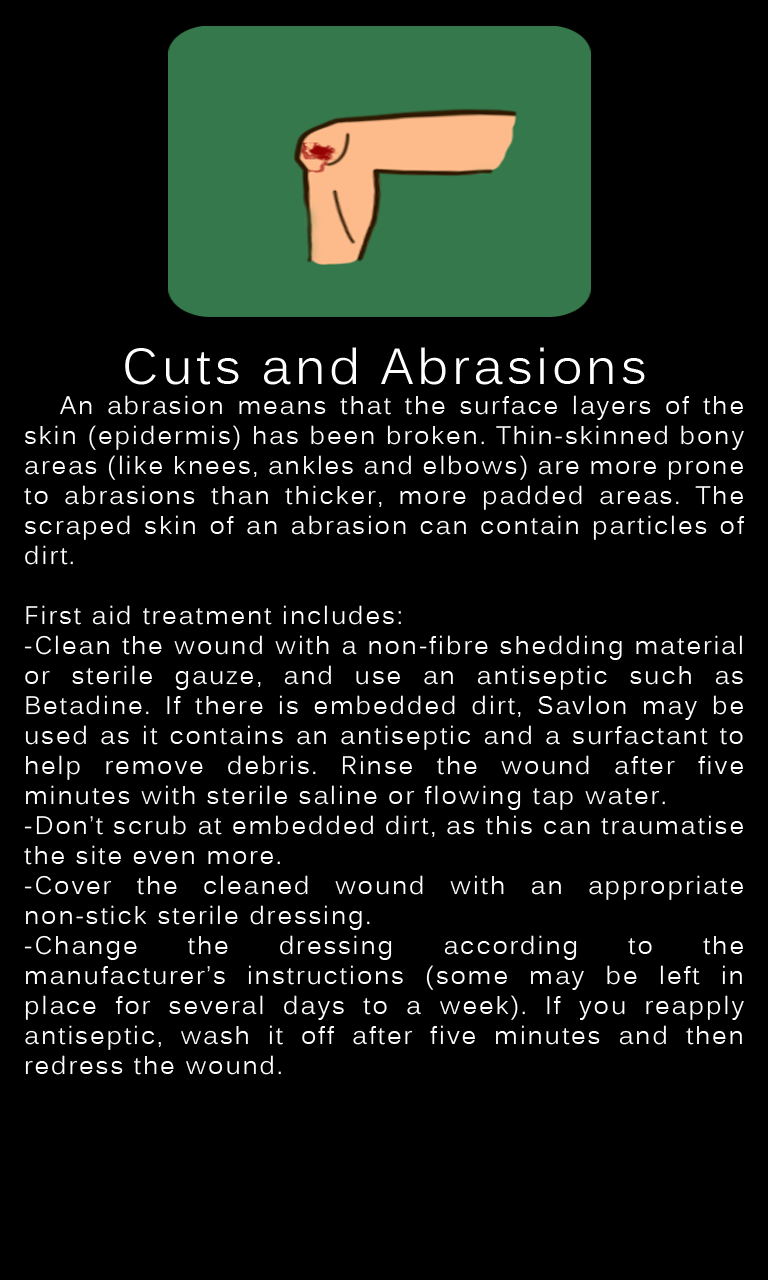 Cuts and Abrasions
An abrasion means that the surface layers of the
skin (epidermis) has been broken. Thin-skinned bony
areas (like knees, ankles and elbows) are more prone
to abrasions than thicker, more padded areas. The
scraped skin of an abrasion can contain particles of
dirt.
First aid treatment includes:
-Clean the wound with a non-fibre shedding material
or sterile gauze, and use an antiseptic such as
Betadine. If there is embedded dirt, Savlon may be
used as it contains an antiseptic and a surfactant to
help remove debris. Rinse the wound after five
minutes with sterile saline or flowing tap water.
-Don’t scrub at embedded dirt, as this can traumatise
the site even more.
-Cover the cleaned wound with an appropriate
non-stick sterile dressing.
-Change the dressing according to the
manufacturer’s instructions (some may be left in
place for several days to a week). If you reapply
antiseptic, wash it off after five minutes and then
redress the wound.